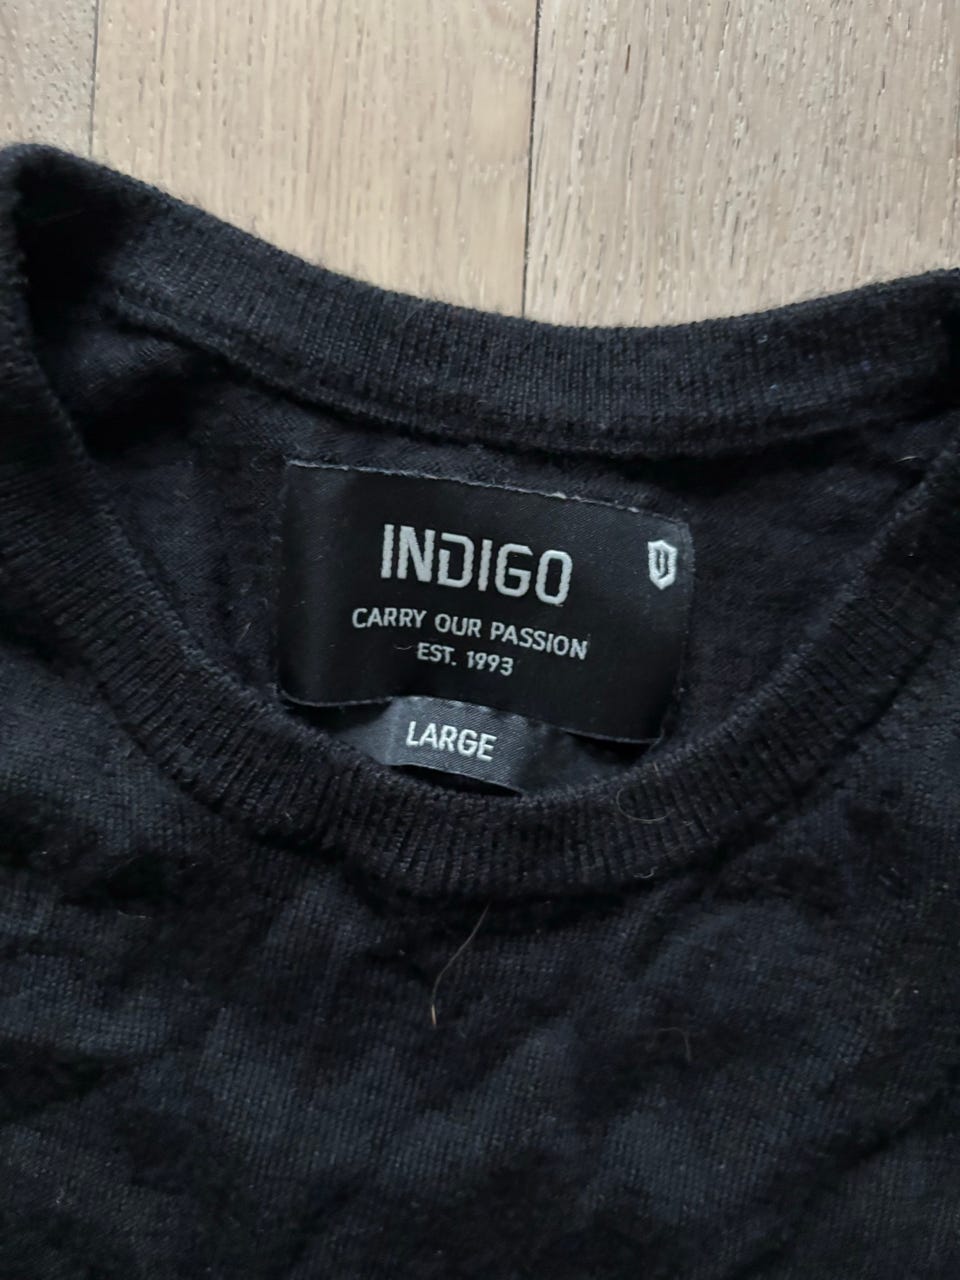 INDIGO
CARRY OUR PASSION
EST. 1993
LARGE